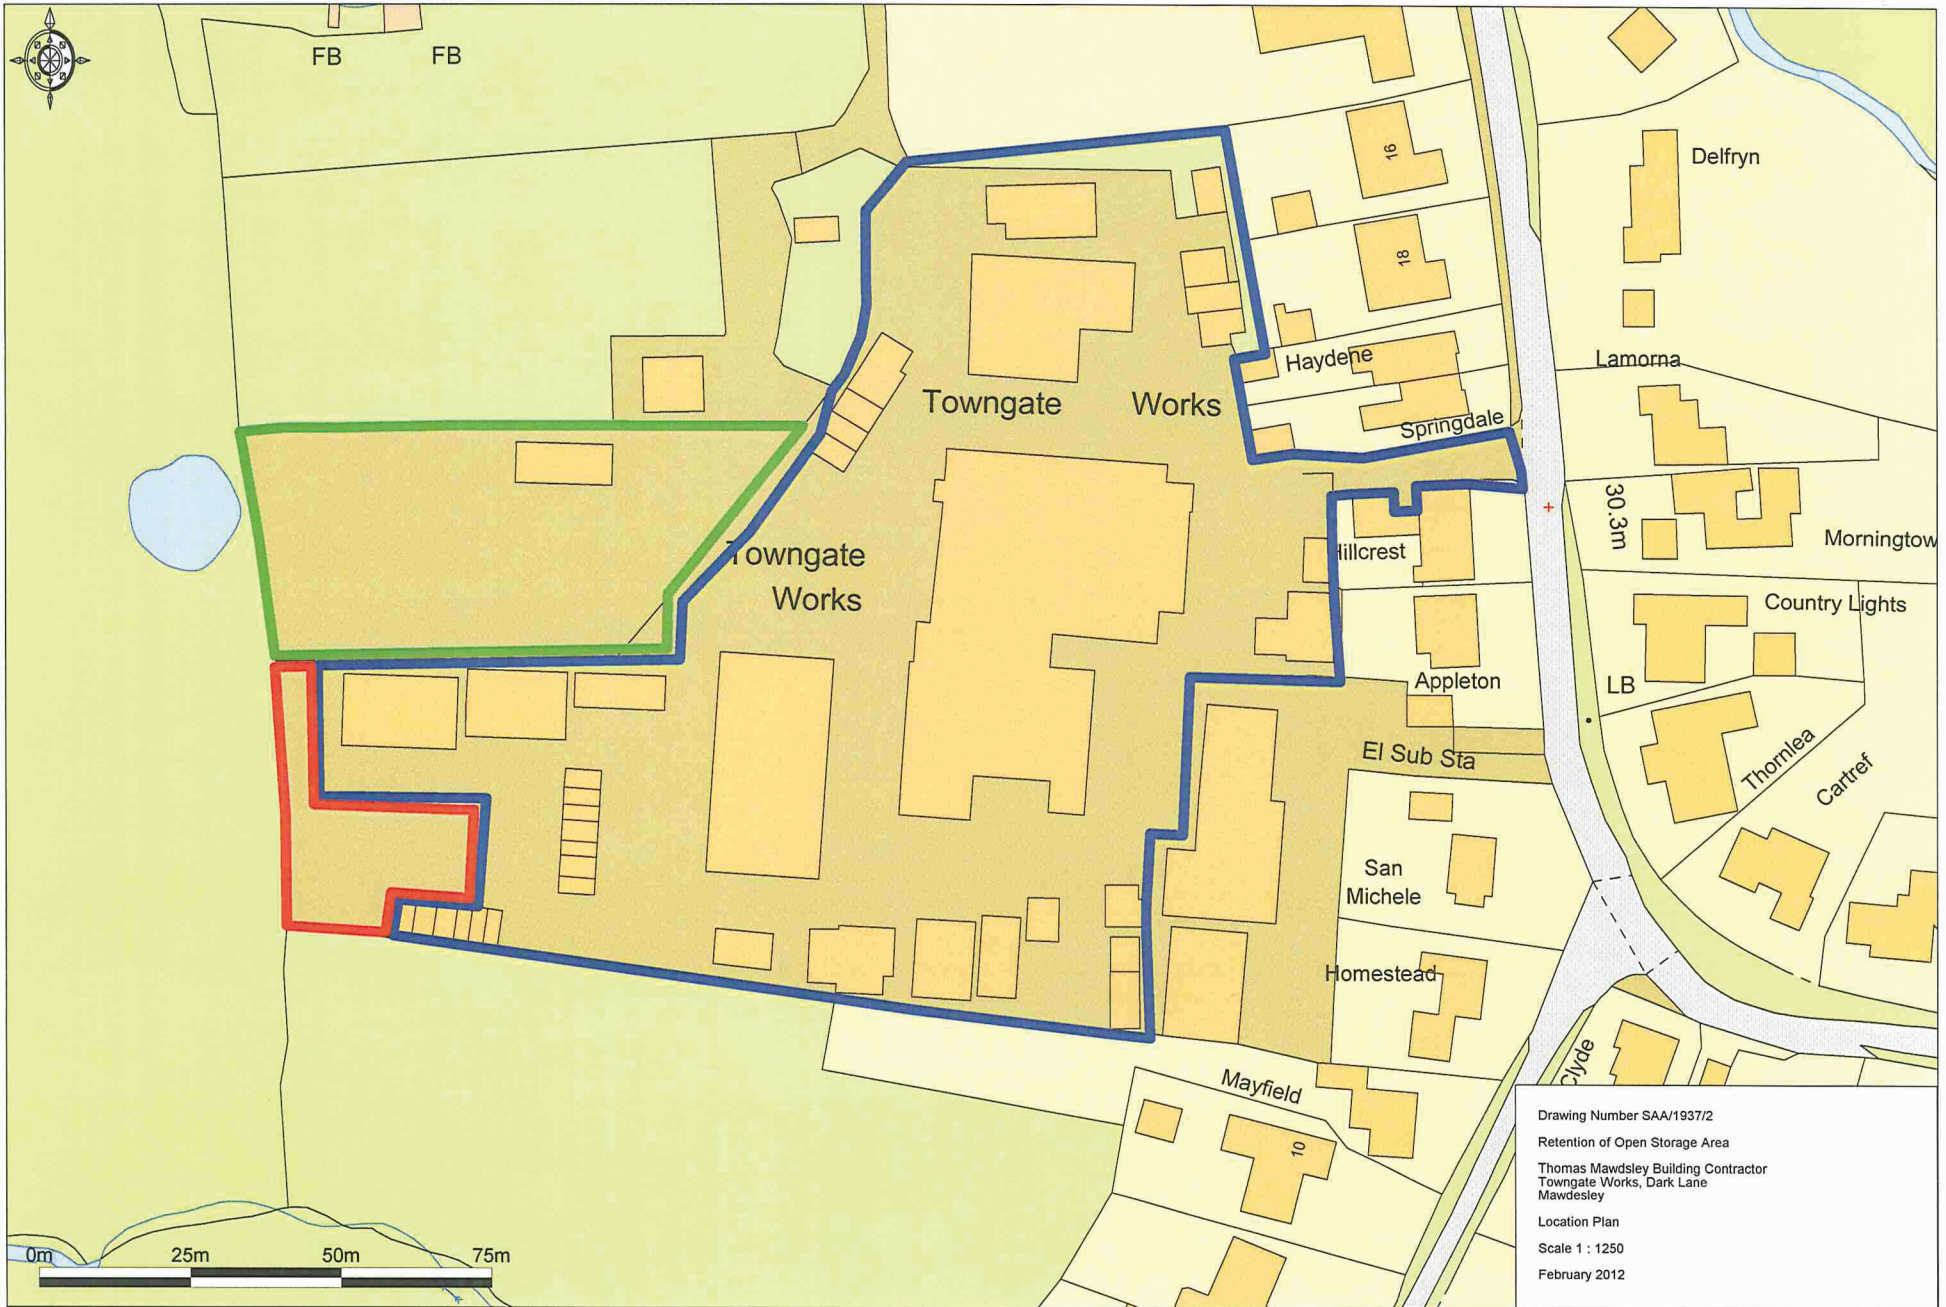 FB
FB
16
Delfryn
18
Haydene
Lamorna
Towngate Works
Springdale
30.3m
Hillcrest
Towngate
Works
Country Lights
Appleton
LB
El Sub Sta
Thornlea
Cartref
San
Michele
Homestead
Mayfield
Clyde
10
0m 25m 50m 75m
Drawing Number SAA/1937/2
Retention of Open Storage Area
Thomas Mawdsley Building Contractor
Towngate Works, Dark Lane
Mawdesley
Location Plan
Scale 1 : 1250
February 2012